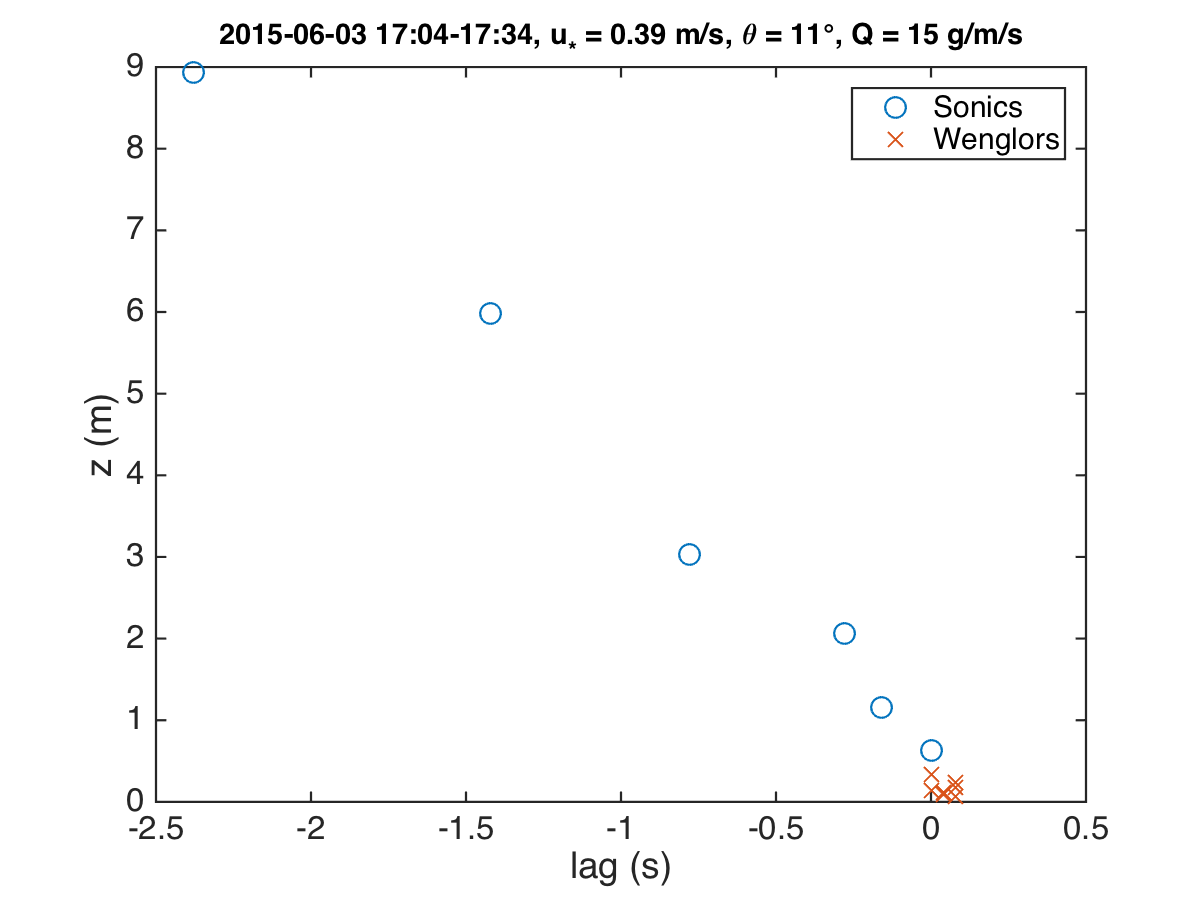 2015-06-03 17:04-17:34, u* = 0.39 m/s, θ = 11°, Q = 15 g/m/s
Sonics
Wenglors
9
8
7
6
5
4
3
2
1
0
z (m)
-2.5 -2 -1.5 -1 -0.5 0 0.5
lag (s)